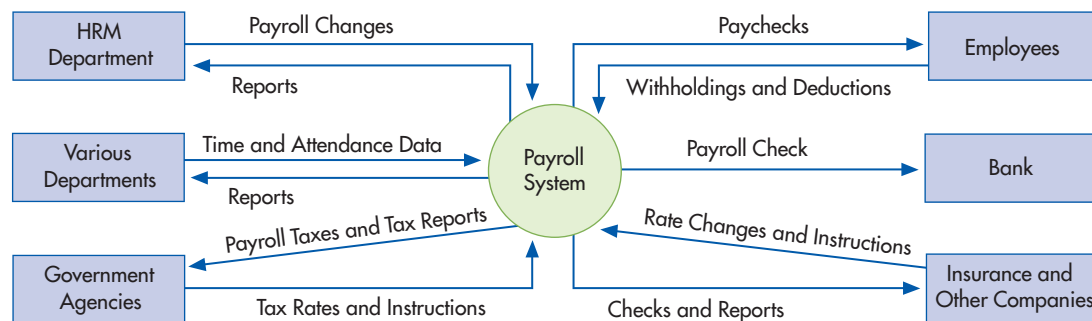 HRM
Department
Payroll Changes
Reports
Paychecks
Employees
Withholdings and Deductions
Various
Departments
Time and Attendance Data
Reports
Payroll
System
Payroll Check
Bank
Government
Agencies
Payroll Taxes and Tax Reports
Tax Rates and Instructions
Rate Changes and Instructions
Checks and Reports
Insurance and
Other Companies